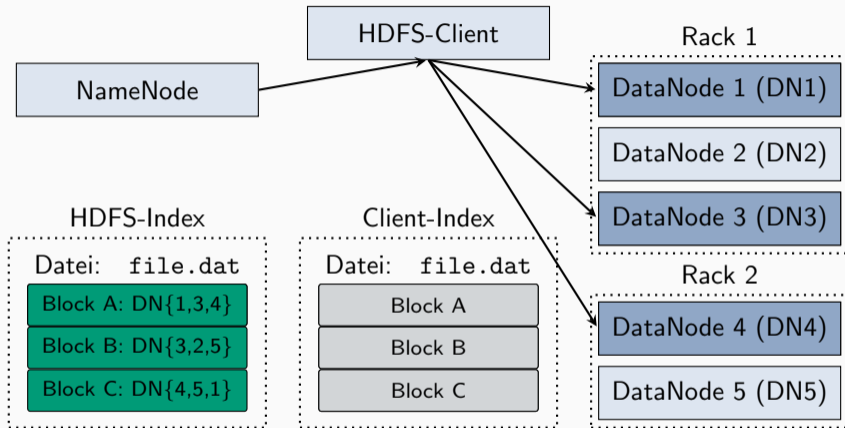 HDFS-Client
NameNode
Rack 1
DataNode 1 (DN1)
DataNode 2 (DN2)
DataNode 3 (DN3)
Rack 2
DataNode 4 (DN4)
DataNode 5 (DN5)
HDFS-Index
Datei: file.dat
Block A: DN{1,3,4}
Block B: DN{3,2,5}
Block C: DN{4,5,1}
Client-Index
Datei: file.dat
Block A
Block B
Block C